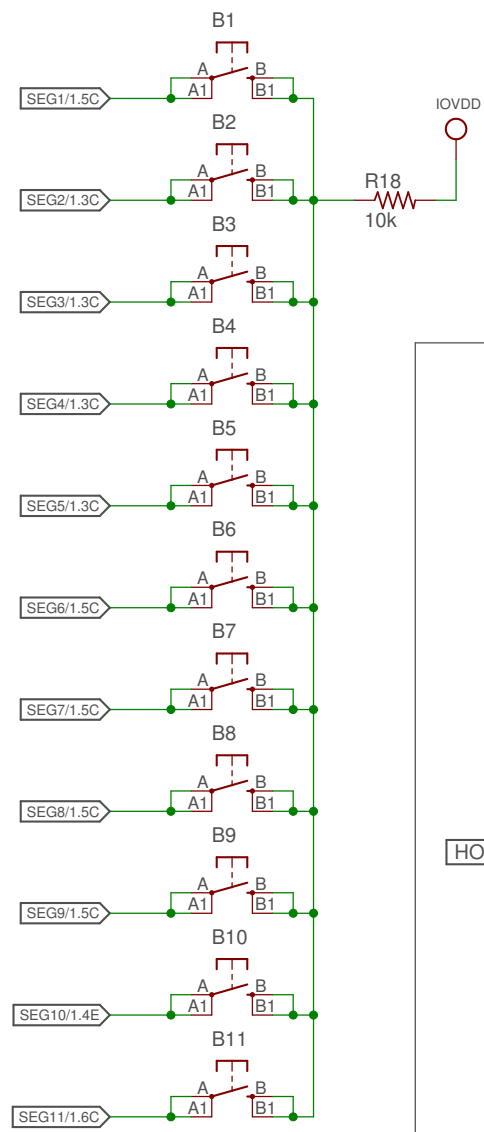 B1
A B
SEG1/1.5C A1 B1
IOVDD
B2
A B
R18
SEG2/1.3C A1 B1
10k
B3
A B
SEG3/1.3C A1 B1
B4
A B
SEG4/1.3C A1 B1
B5
A B
SEG5/1.3C A1 B1
B6
A B
SEG6/1.5C A1 B1
B7
A B
SEG7/1.5C A1 B1
B8
A B
SEG8/1.5C A1 B1
B9
HO
A B
SEG9/1.5C A1 B1
B10
A B
SEG10/1.4E A1 B1
B11
A B
SEG11/1.6C A1 B1